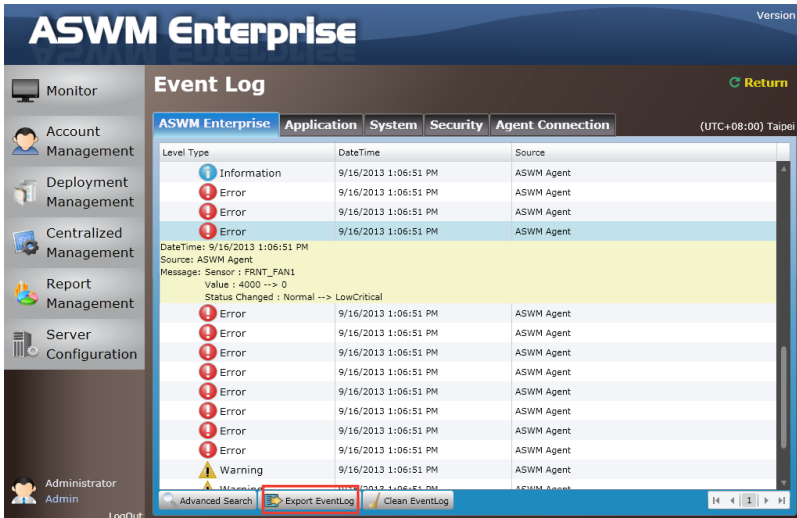 ASWM Enterprise
Version
Monitor
Account Management
Deployment Management
Centralized Management
Report Management
Server Configuration
Administrator
Admin
LogOut
Event Log
Return
ASWM Enterprise Application System Security Agent Connection
(UTC+08:00) Taipei
Level Type DateTime Source
Information 9/16/2013 1:06:51 PM ASWM Agent
Error 9/16/2013 1:06:51 PM ASWM Agent
Error 9/16/2013 1:06:51 PM ASWM Agent
Error 9/16/2013 1:06:51 PM ASWM Agent
DateTime: 9/16/2013 1:06:51 PM
Source: ASWM Agent
Message: Sensor : FRNT_FAN1
Value : 4000 --> 0
Status Changed : Normal --> LowCritical
Error 9/16/2013 1:06:51 PM ASWM Agent
Error 9/16/2013 1:06:51 PM ASWM Agent
Error 9/16/2013 1:06:51 PM ASWM Agent
Error 9/16/2013 1:06:51 PM ASWM Agent
Error 9/16/2013 1:06:51 PM ASWM Agent
Error 9/16/2013 1:06:51 PM ASWM Agent
Error 9/16/2013 1:06:51 PM ASWM Agent
Error 9/16/2013 1:06:51 PM ASWM Agent
Warning 9/16/2013 1:06:51 PM ASWM Agent
Warning 9/16/2013 1:06:51 PM ASWM Agent
Advanced Search Export EventLog Clean EventLog 1